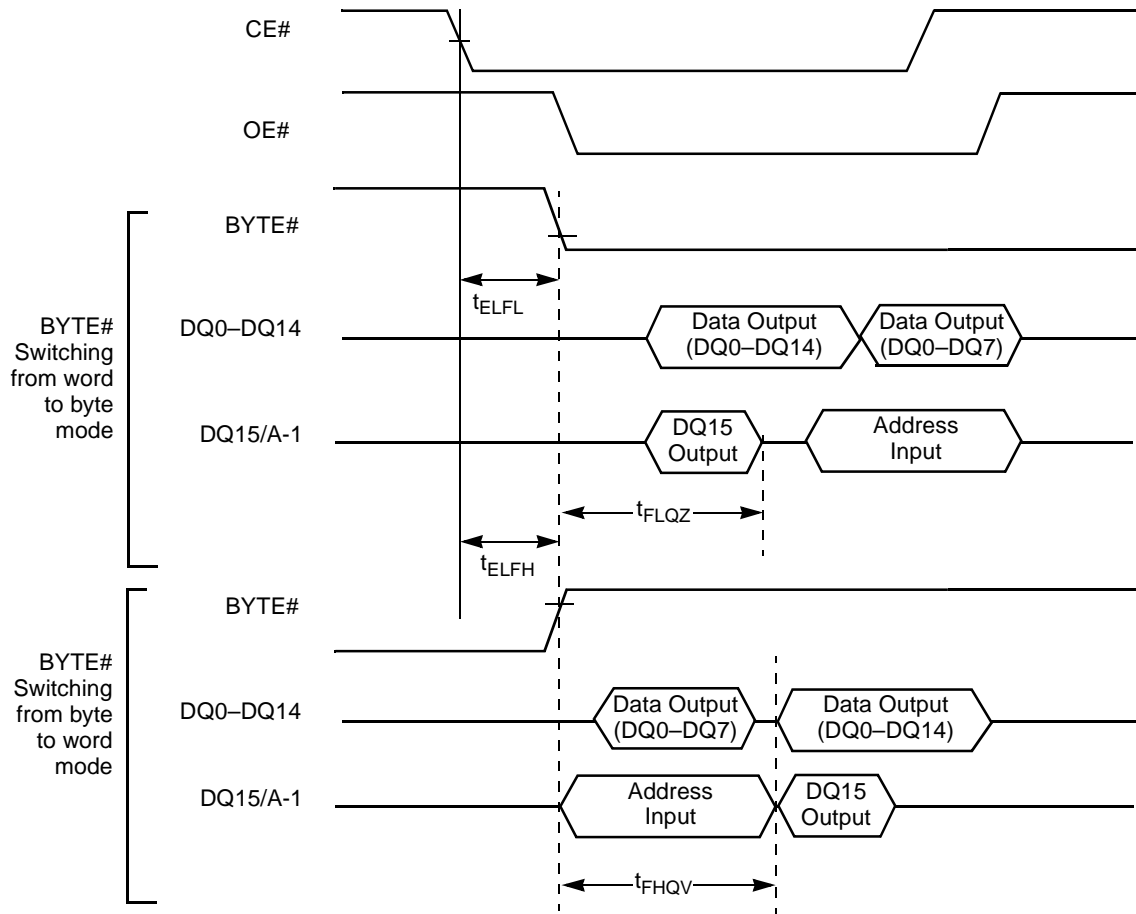 CE#
OE#
BYTE#
tELFL
BYTE#
Switching
from word
to byte
mode
DQ0–DQ14
Data Output
(DQ0–DQ14)
Data Output
(DQ0–DQ7)
DQ15/A-1
DQ15
Output
Address
Input
tFLQZ
tELFH
BYTE#
BYTE#
Switching
from byte
to word
mode
DQ0–DQ14
Data Output
(DQ0–DQ7)
Data Output
(DQ0–DQ14)
DQ15/A-1
Address
Input
DQ15
Output
tFHQV